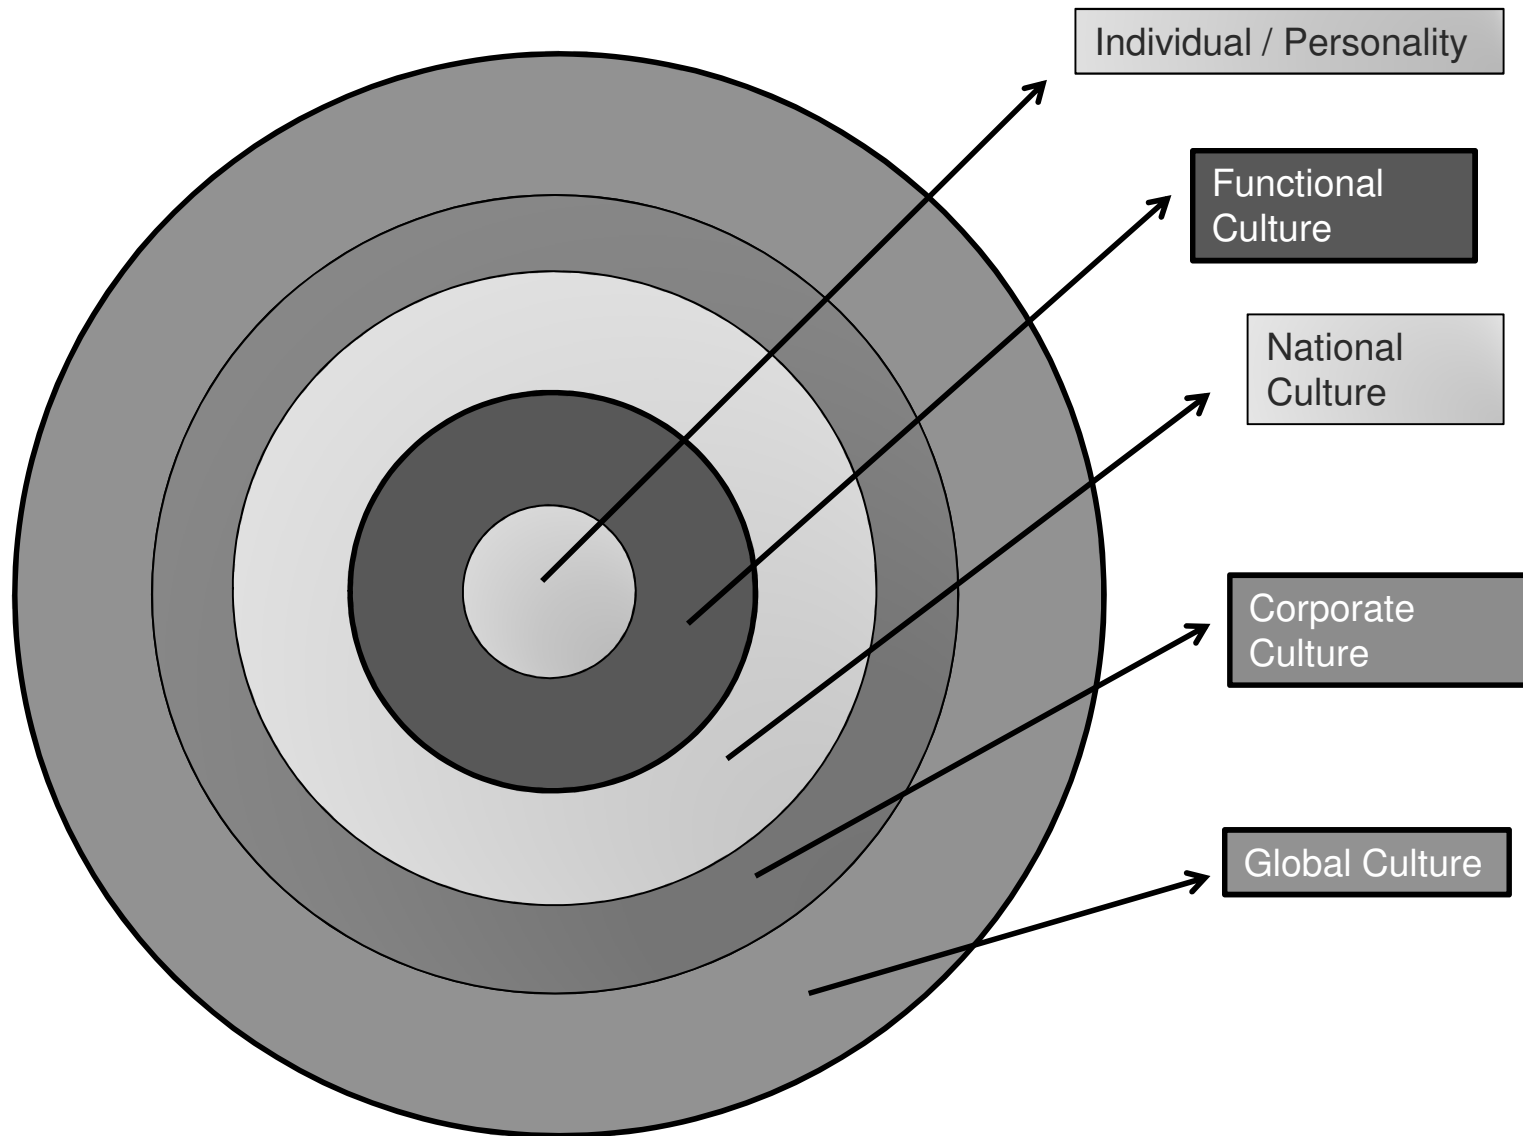 Individual / Personality
Functional
Culture
National
Culture
Corporate
Culture
Global Culture